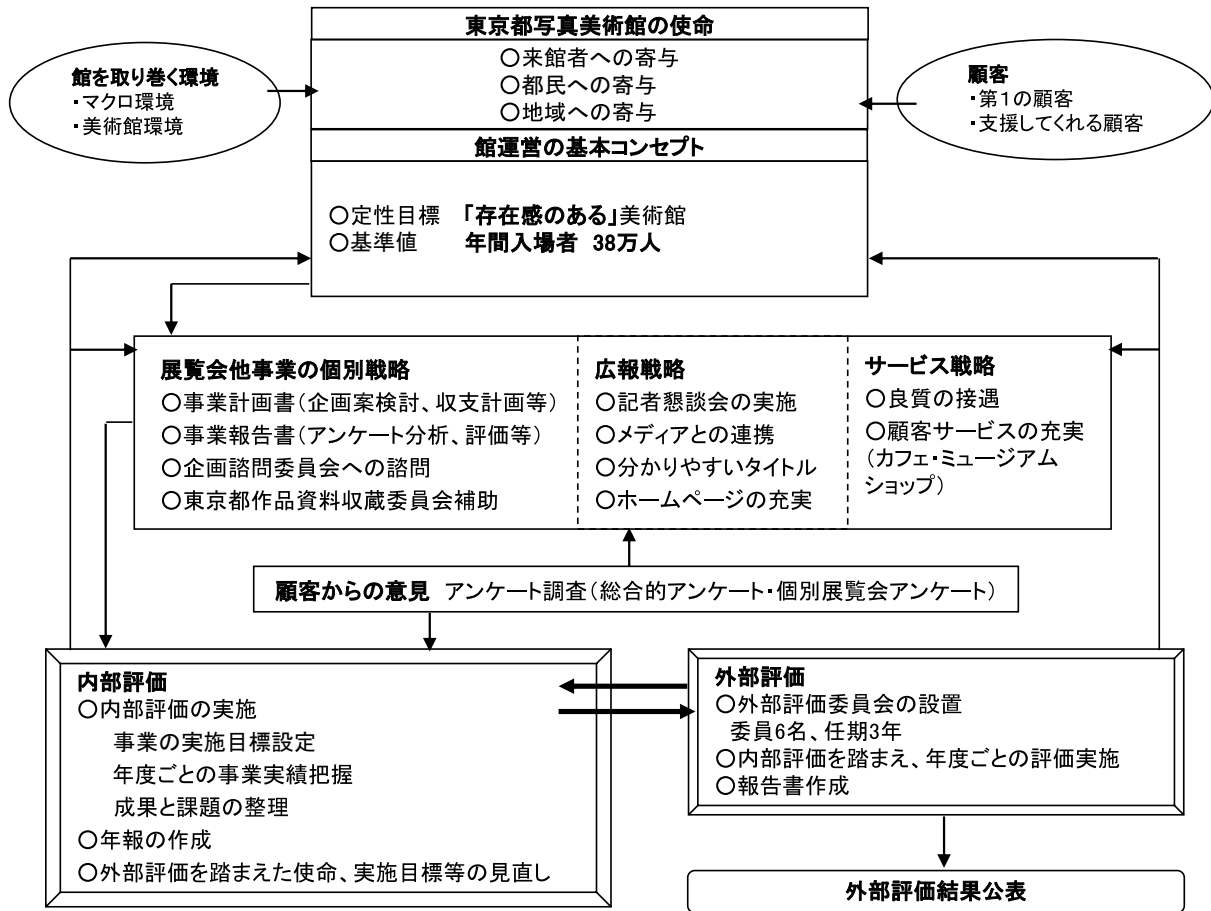 東京都写真美術館の使命
○来館者への寄与
○都民への寄与
○地域への寄与
館を取り巻く環境
・マクロ環境
・美術館環境
顧客
・第1の顧客
・支援してくれる顧客
館運営の基本コンセプト
○定性目標 「存在感のある」美術館
○基準値 年間入場者 38万人
展覧会他事業の個別戦略
○事業計画書（企画案検討、収支計画等）
○事業報告書（アンケート分析、評価等）
○企画諮問委員会への諮問
○東京都作品資料収蔵委員会補助
広報戦略
○記者懇談会の実施
○メディアとの連携
○分かりやすいタイトル
○ホームページの充実
サービス戦略
○良質の接遇
○顧客サービスの充実
（カフェ・ミュージアム
ショップ）
顧客からの意見 アンケート調査（総合的アンケート・個別展覧会アンケート）
内部評価
○内部評価の実施
事業の実施目標設定
年度ごとの事業実績把握
成果と課題の整理
○年報の作成
○外部評価を踏まえた使命、実施目標等の見直し
外部評価
○外部評価委員会の設置
委員6名、任期3年
○内部評価を踏まえ、年度ごとの評価実施
○報告書作成
外部評価結果公表